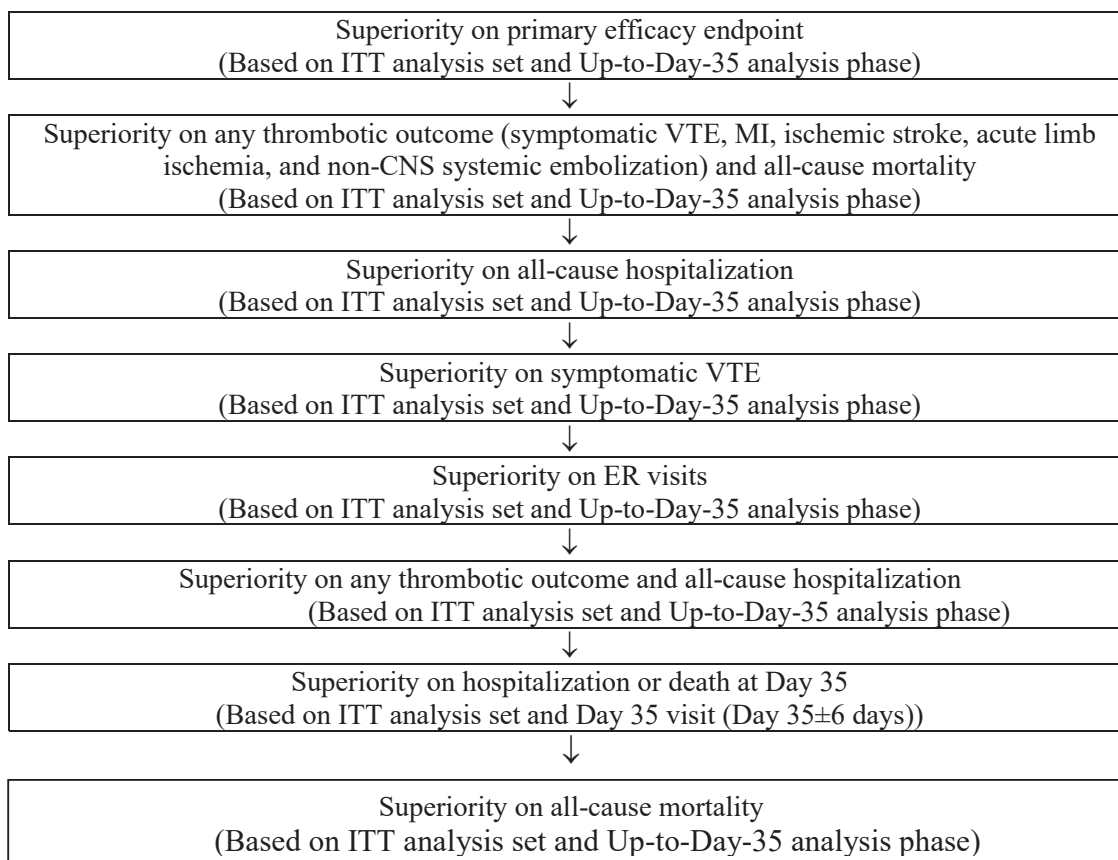 Superiority on primary efficacy endpoint
(Based on ITT analysis set and Up-to-Day-35 analysis phase)
↓
Superiority on any thrombotic outcome (symptomatic VTE, MI, ischemic stroke, acute limb
ischemia, and non-CNS systemic embolization) and all-cause mortality
(Based on ITT analysis set and Up-to-Day-35 analysis phase)
↓
Superiority on all-cause hospitalization
(Based on ITT analysis set and Up-to-Day-35 analysis phase)
↓
Superiority on symptomatic VTE
(Based on ITT analysis set and Up-to-Day-35 analysis phase)
↓
Superiority on ER visits
(Based on ITT analysis set and Up-to-Day-35 analysis phase)
↓
Superiority on any thrombotic outcome and all-cause hospitalization
(Based on ITT analysis set and Up-to-Day-35 analysis phase)
↓
Superiority on hospitalization or death at Day 35
(Based on ITT analysis set and Day 35 visit (Day 35±6 days))
↓
Superiority on all-cause mortality
(Based on ITT analysis set and Up-to-Day-35 analysis phase)